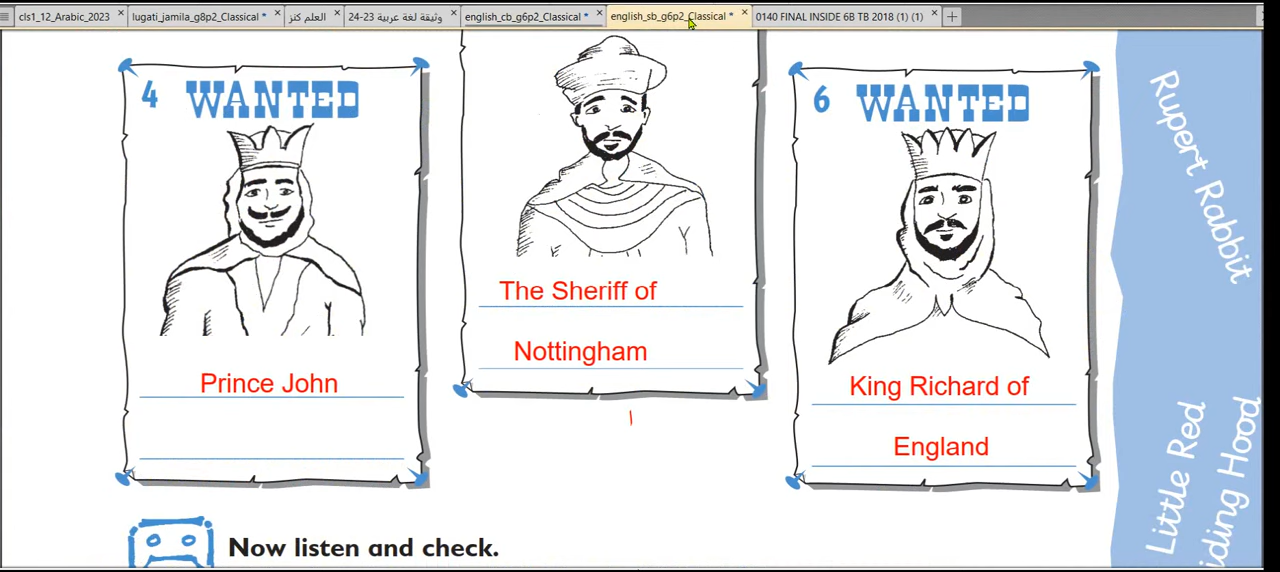 cls1_12_Arabic_2023
lugati_jamila_g8p2_Classical *
العلم كنز
وثيقة لغة عربية 23-24
english_cb_g6p2_Classical *
english_sb_g6p2_Classical *
0140 FINAL INSIDE 6B TB 2018 (1) (1)
4 WANTED
Prince John
The Sheriff of
Nottingham
6 WANTED
King Richard of
England
Now listen and check.
Rupert Rabbit
Little Red
iding Hood